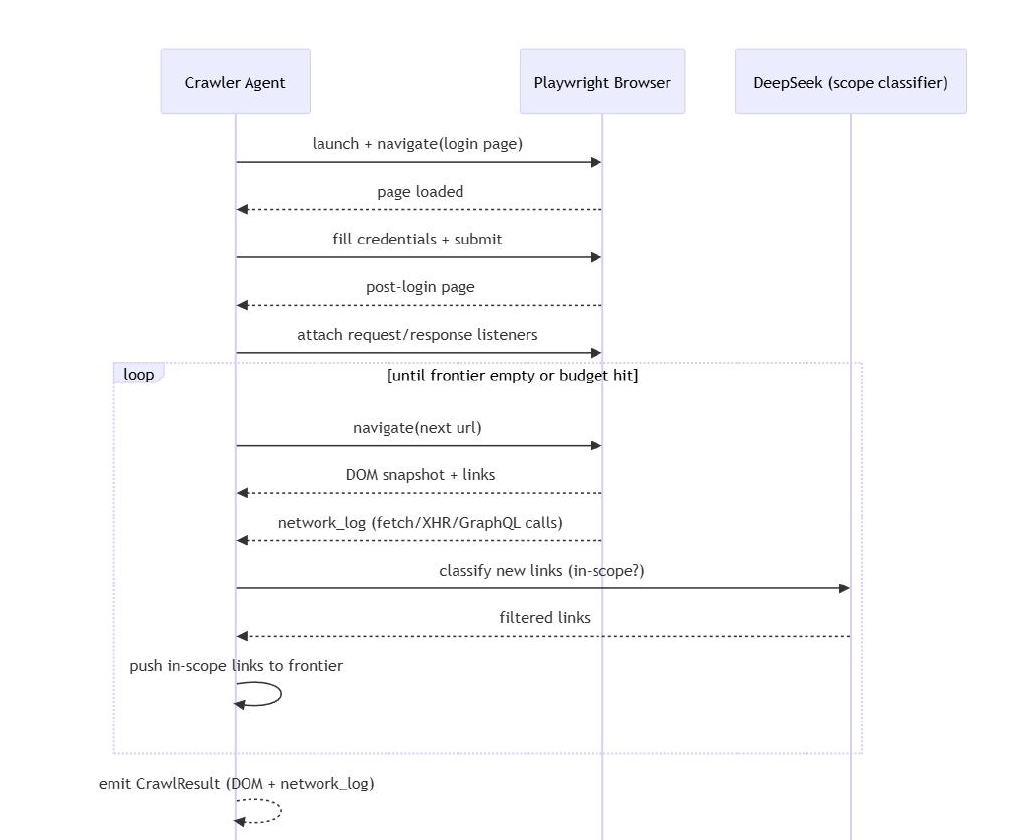 Crawler Agent
Playwright Browser
DeepSeek (scope classifier)
launch + navigate(login page)
page loaded
fill credentials + submit
post-login page
attach request/response listeners
loop
[until frontier empty or budget hit]
navigate(next url)
DOM snapshot + links
network_log (fetch/XHR/GraphQL calls)
classify new links (in-scope?)
filtered links
push in-scope links to frontier
emit CrawlResult (DOM + network_log)